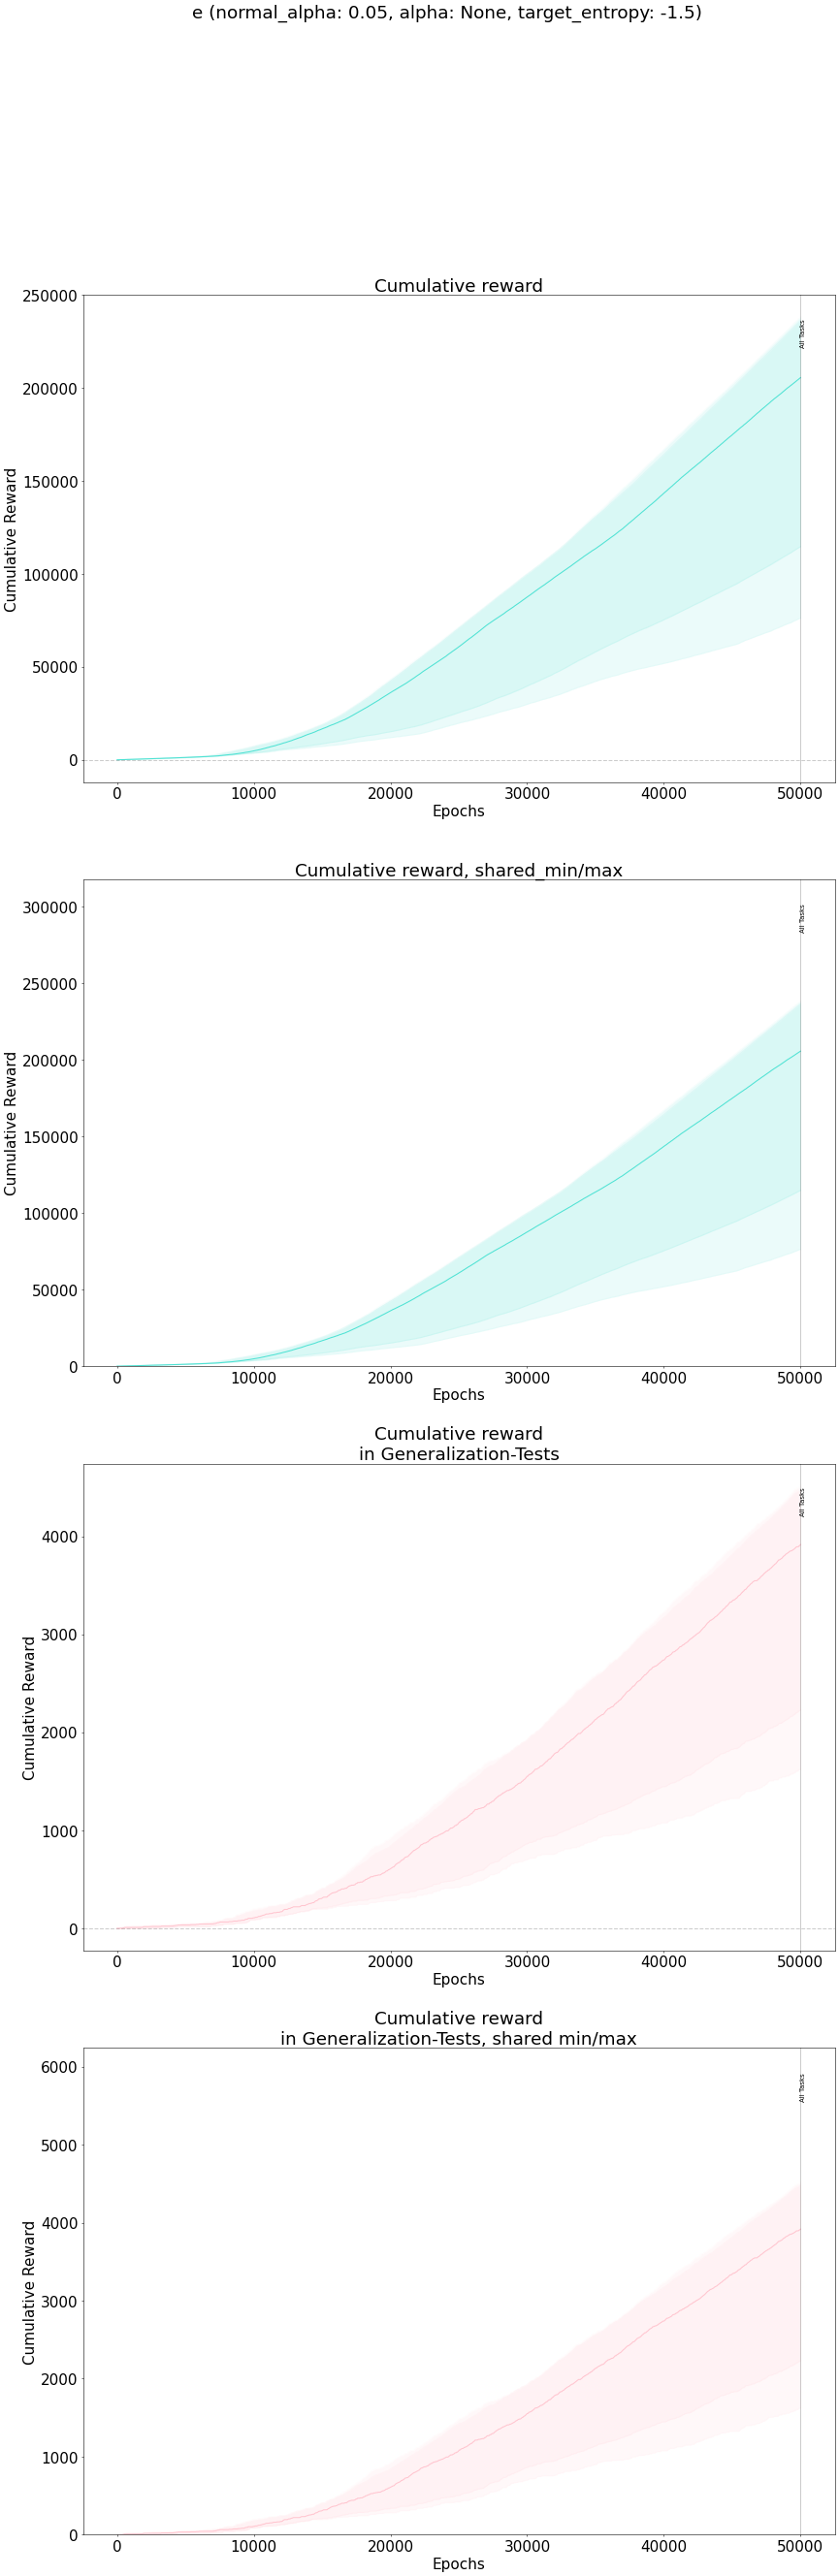 e (normal_alpha: 0.05, alpha: None, target_entropy: -1.5)
Cumulative reward
250000
200000
150000
100000
50000
0
Cumulative Reward
All Tasks
0 10000 20000 30000 40000 50000
Epochs
Cumulative reward, shared_min/max
300000
250000
200000
150000
100000
50000
0
Cumulative Reward
All Tasks
0 10000 20000 30000 40000 50000
Epochs
Cumulative reward
in Generalization-Tests
4000
3000
2000
1000
0
Cumulative Reward
All Tasks
0 10000 20000 30000 40000 50000
Epochs
Cumulative reward
in Generalization-Tests, shared min/max
6000
5000
4000
3000
2000
1000
0
Cumulative Reward
All Tasks
0 10000 20000 30000 40000 50000
Epochs